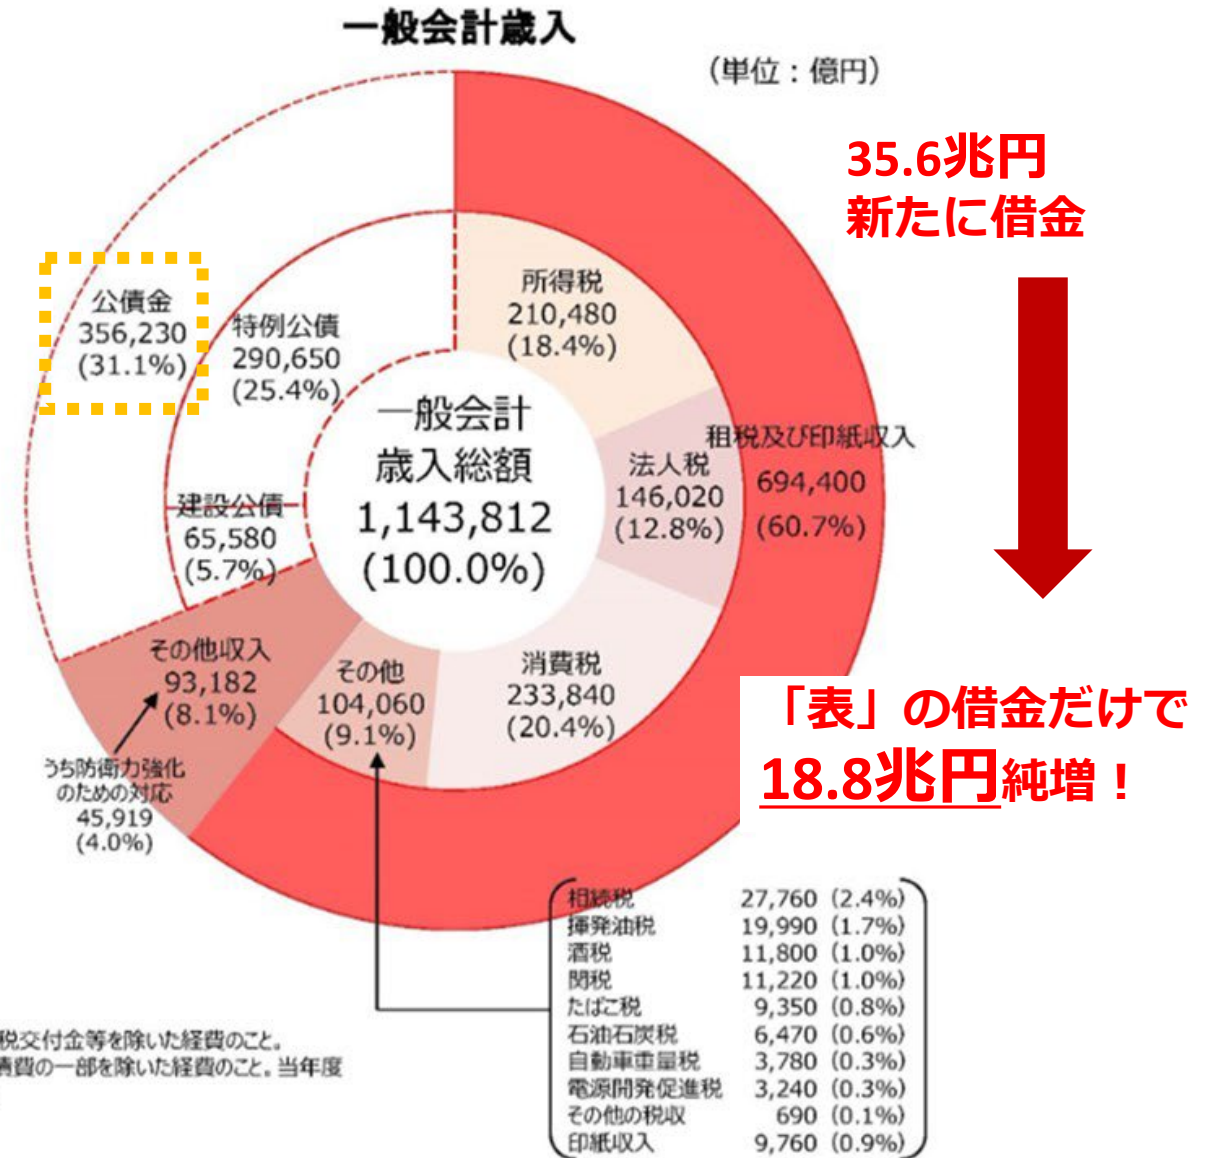 一般会計歳入
（単位：億円）
35.6兆円
新たに借金
公債金
356,230
(31.1%)
特例公債
290,650
(25.4%)
建設公債
65,580
(5.7%)
所得税
210,480
(18.4%)
一般会計
歳入総額
1,143,812
(100.0%)
法人税
146,020
(12.8%)
租税及び印紙収入
694,400
(60.7%)
消費税
233,840
(20.4%)
その他
104,060
(9.1%)
その他収入
93,182
(8.1%)
うち防衛力強化
のための対応
45,919
(4.0%)
「表」の借金だけで
18.8兆円純増！
相続税 27,760 (2.4%)
揮発油税 19,990 (1.7%)
酒税 11,800 (1.0%)
関税 11,220 (1.0%)
たばこ税 9,350 (0.8%)
石油石炭税 6,470 (0.6%)
自動車重量税 3,780 (0.3%)
電源開発促進税 3,240 (0.3%)
その他の税収 690 (0.1%)
印紙収入 9,760 (0.9%)
税交付金等を除いた経費のこと。
債費の一部を除いた経費のこと。当年度